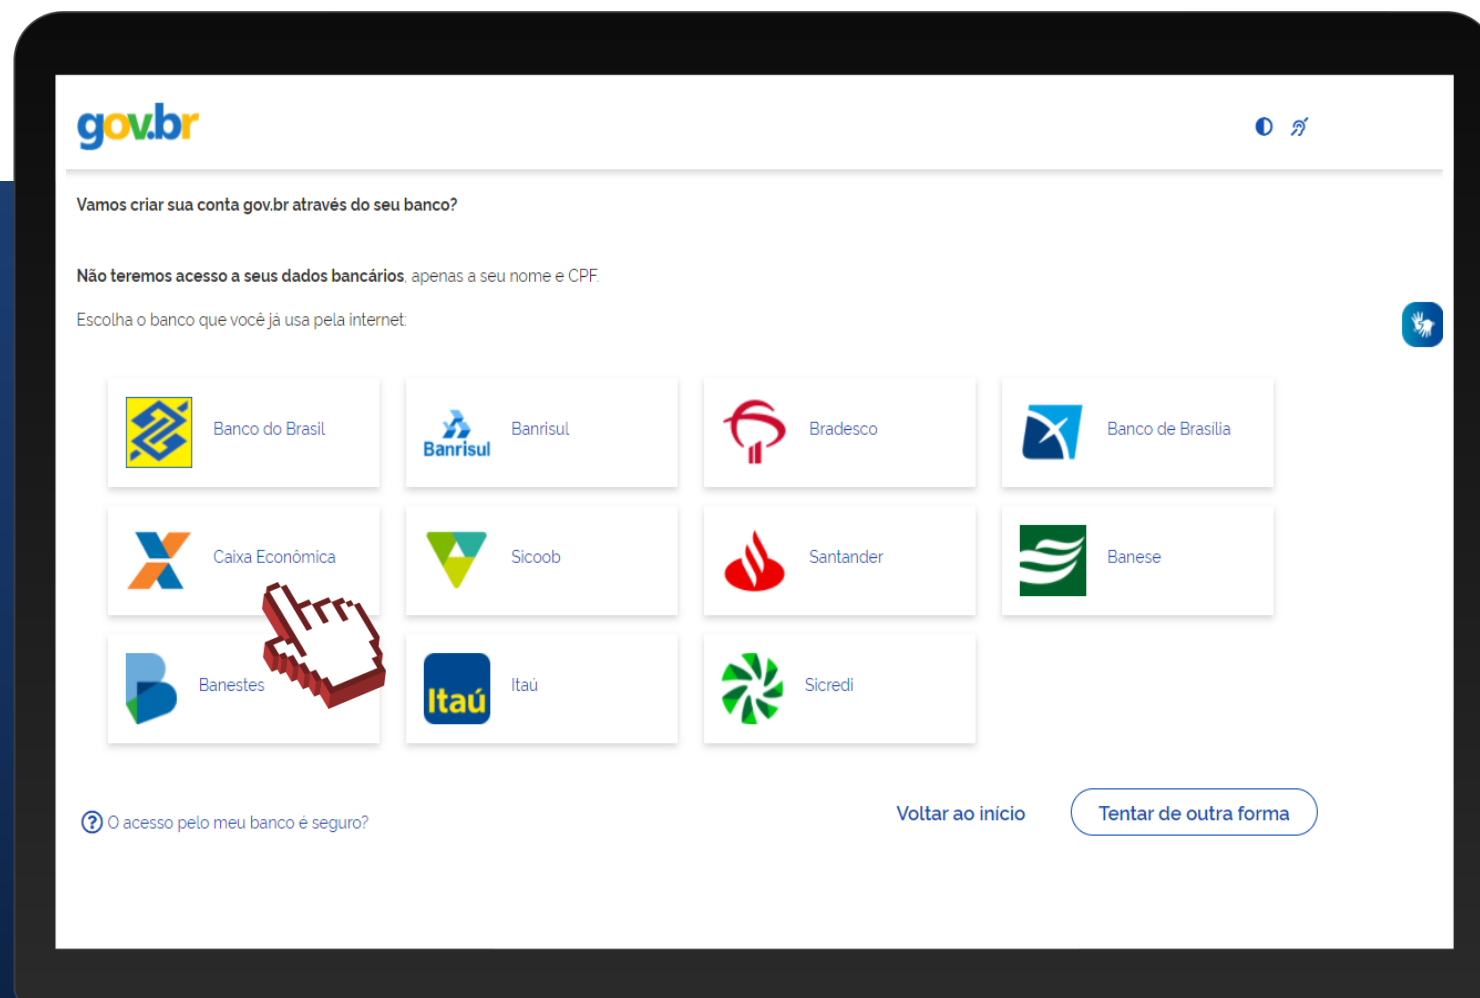 gov.br
Vamos criar sua conta gov.br através do seu banco?
Não teremos acesso a seus dados bancários, apenas a seu nome e CPF.
Escolha o banco que você já usa pela internet:
Banco do Brasil
Banrisul Banrisul
Bradesco
Banco de Brasília
Caixa Econômica
Sicoob
Santander
Banese
Banestes
Itaú Itaú
Sicredi
? O acesso pelo meu banco é seguro?
Voltar ao início
Tentar de outra forma